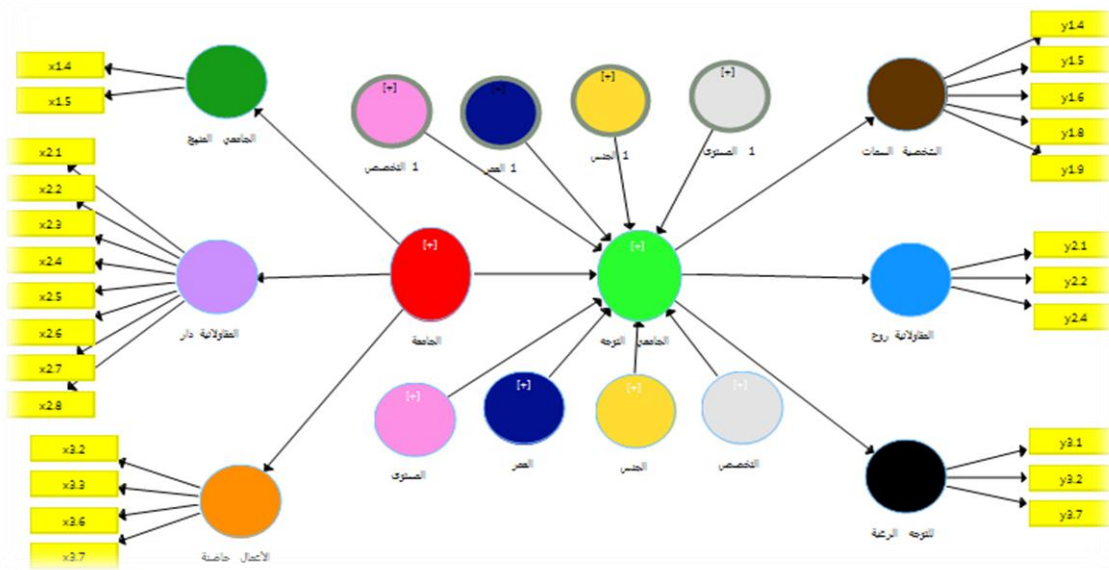 x1.4
x1.5
الجامعي المنهج
x2.1
x2.2
x2.3
x2.4
x2.5
x2.6
x2.7
x2.8
المقاولاتية دار
x3.2
x3.3
x3.6
x3.7
الأعمال حاضنة
[+]
1 التخصص
[+]
1 العمر
[+]
1 الجنس
[+]
1 المستوى
[+]
الجامعة
[+]
الجامعي التوجه
[+]
المستوى
[+]
العمر
[+]
الجنس
[+]
التخصص
y1.4
y1.5
y1.6
y1.8
y1.9
الشخصية السمات
y2.1
y2.2
y2.4
المقاولاتية روح
y3.1
y3.2
y3.7
للتوجه الرغبة